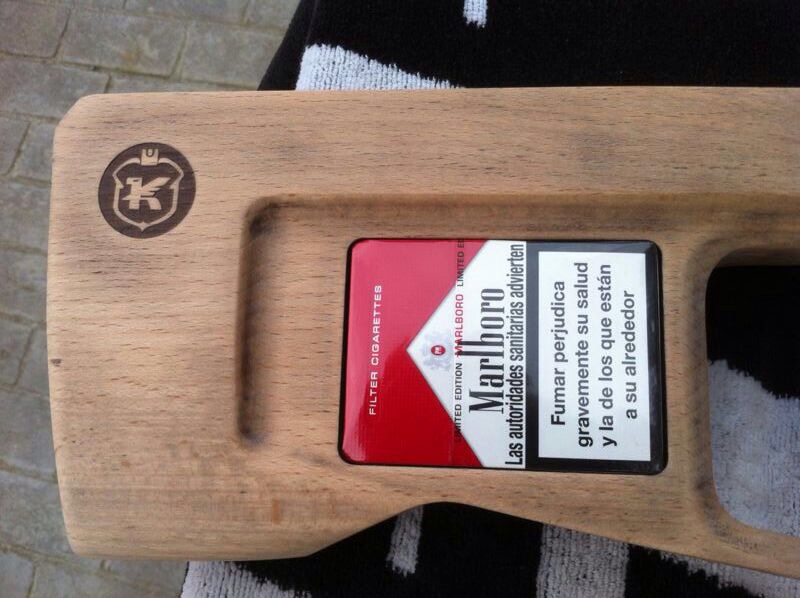 K
FILTER CIGARETTES
LIMITED EDITION MARLBORO LIMITED E
Marlboro
Las autoridades sanitarias advierten
Fumar perjudica
gravemente su salud
y la de los que están
a su alrededor